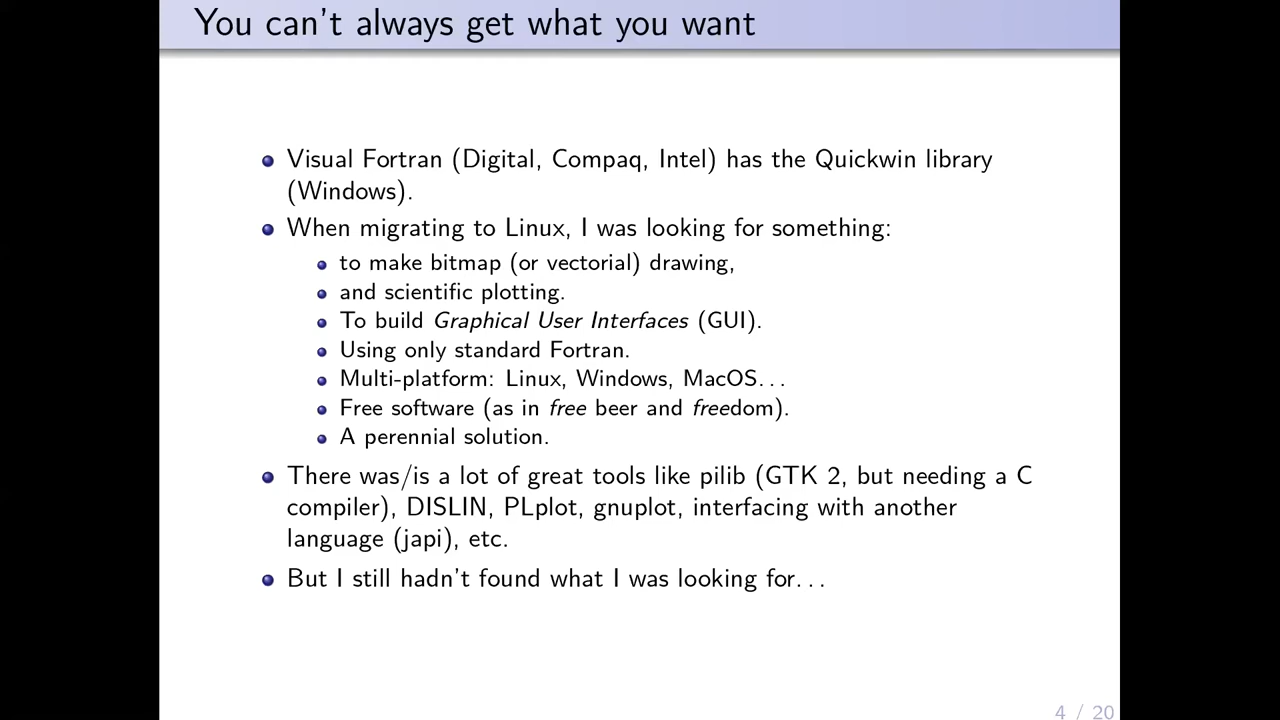 You can't always get what you want
Visual Fortran (Digital, Compaq, Intel) has the Quickwin library
(Windows).
When migrating to Linux, I was looking for something:
to make bitmap (or vectorial) drawing,
and scientific plotting.
To build Graphical User Interfaces (GUI).
Using only standard Fortran.
Multi-platform: Linux, Windows, MacOS...
Free software (as in free beer and freedom).
A perennial solution.
There was/is a lot of great tools like pilib (GTK 2, but needing a C
compiler), DISLIN, PLplot, gnuplot, interfacing with another
language (japi), etc.
But I still hadn't found what I was looking for...
4 / 20